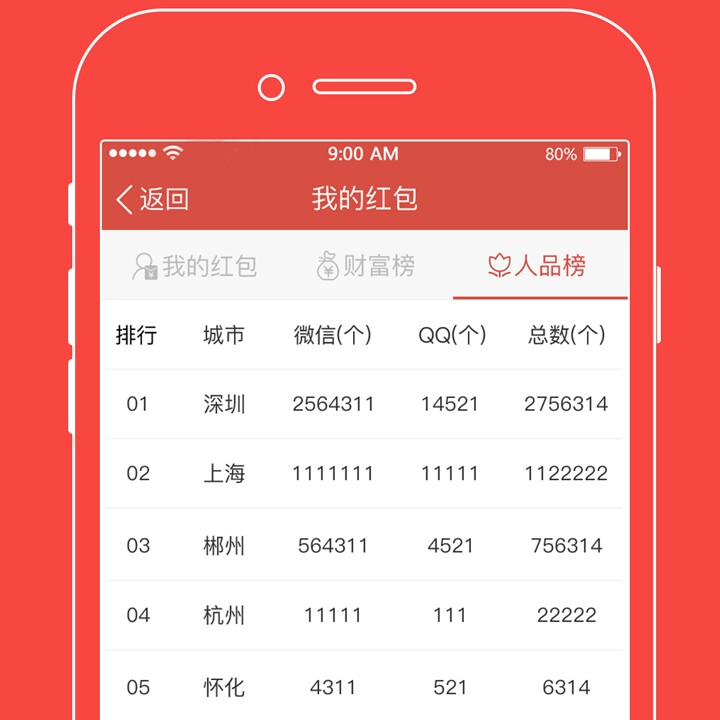 9:00 AM 80%
返回 我的红包
我的红包 财富榜 人品榜
排行 城市 微信(个) QQ(个) 总数(个)
01 深圳 2564311 14521 2756314
02 上海 1111111 11111 1122222
03 郴州 564311 4521 756314
04 杭州 11111 111 22222
05 怀化 4311 521 6314